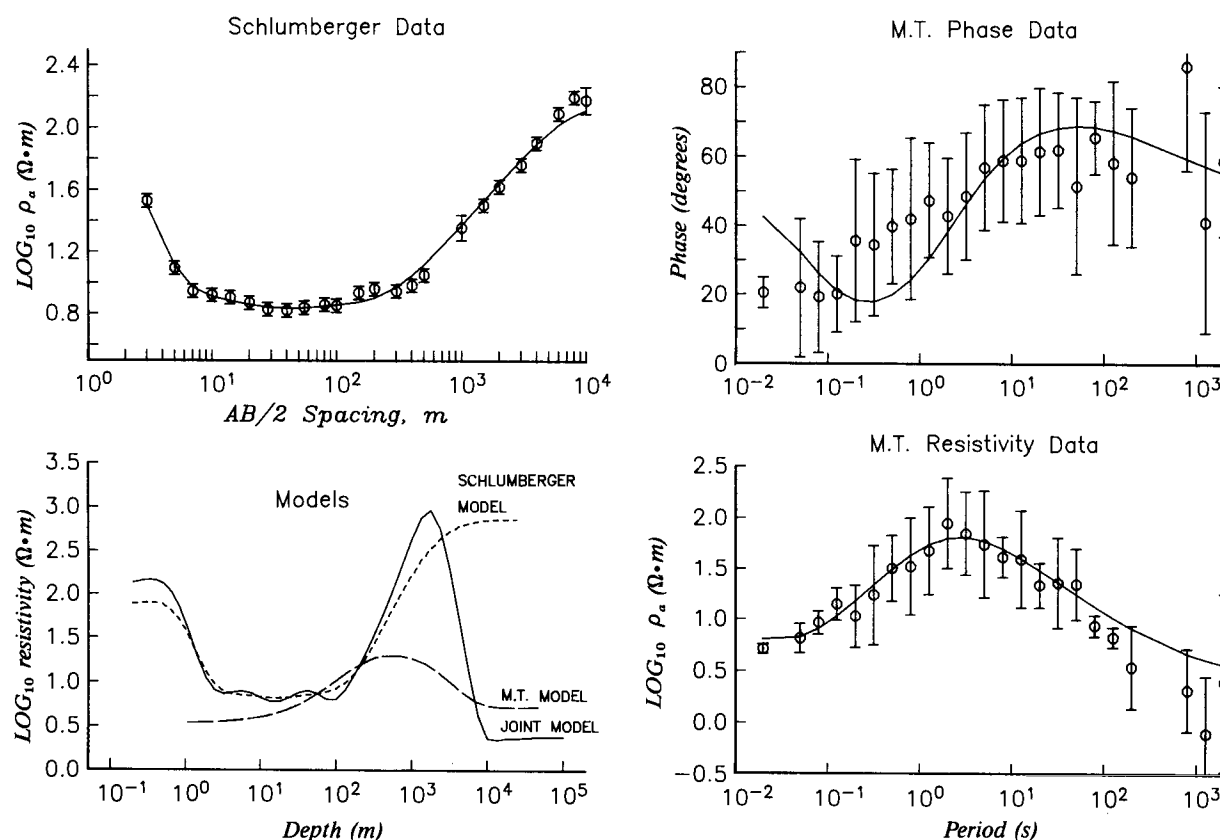 Schlumberger Data
LOG10 ρa (Ω•m)
2.4
2.0
1.6
1.2
0.8
10^0 10^1 10^2 10^3 10^4
AB/2 Spacing, m
M.T. Phase Data
Phase (degrees)
80
60
40
20
0
10^-2 10^-1 10^0 10^1 10^2 10^3
Models
LOG10 resistivity (Ω•m)
3.5
3.0
2.5
2.0
1.5
1.0
0.5
0.0
SCHLUMBERGER
MODEL
M.T. MODEL
JOINT MODEL
10^-1 10^0 10^1 10^2 10^3 10^4 10^5
Depth (m)
M.T. Resistivity Data
LOG10 ρa (Ω•m)
2.5
2.0
1.5
1.0
0.5
0.0
−0.5
10^-2 10^-1 10^0 10^1 10^2 10^3
Period (s)